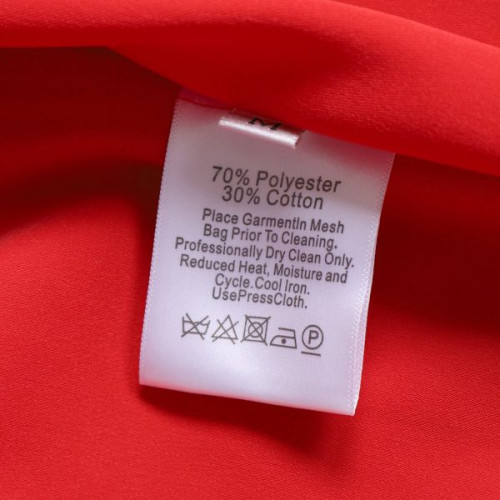 M
70% Polyester
30% Cotton
Place GarmentIn Mesh
Bag Prior To Cleaning.
Professionally Dry Clean Only.
Reduced Heat, Moisture and
Cycle.Cool Iron.
UsePressCloth.
P